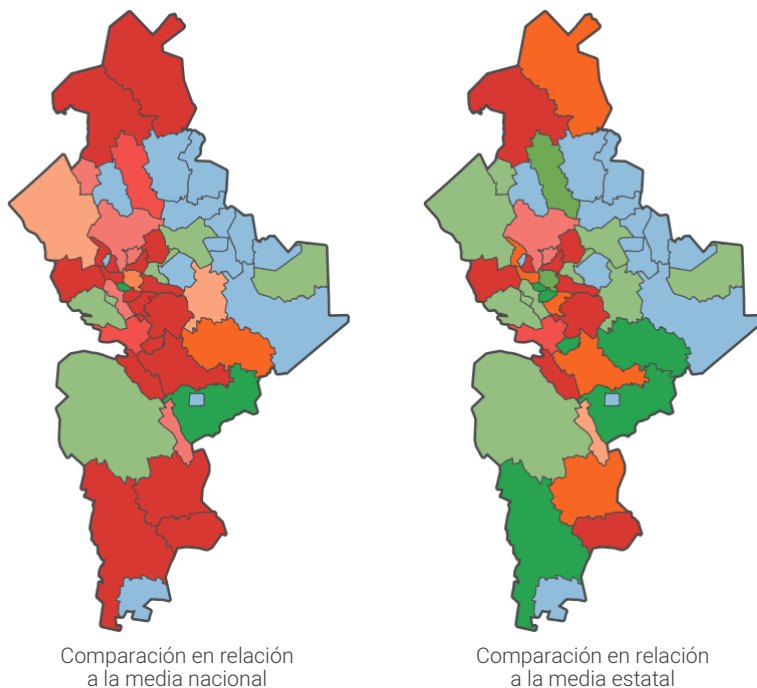 Comparación en relación
a la media nacional
Comparación en relación
a la media estatal